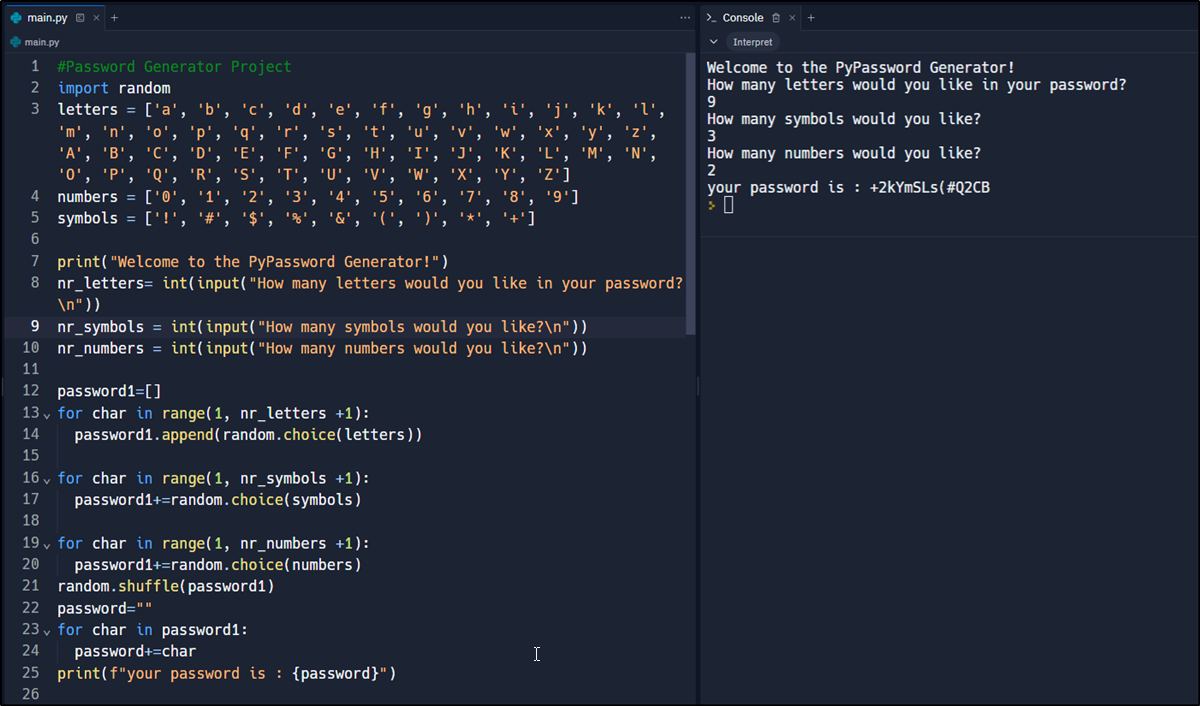 main.py
main.py
1 #Password Generator Project
2 import random
3 letters = ['a', 'b', 'c', 'd', 'e', 'f', 'g', 'h', 'i', 'j', 'k', 'l',
'm', 'n', 'o', 'p', 'q', 'r', 's', 't', 'u', 'v', 'w', 'x', 'y', 'z',
'A', 'B', 'C', 'D', 'E', 'F', 'G', 'H', 'I', 'J', 'K', 'L', 'M', 'N',
'O', 'P', 'Q', 'R', 'S', 'T', 'U', 'V', 'W', 'X', 'Y', 'Z']
4 numbers = ['0', '1', '2', '3', '4', '5', '6', '7', '8', '9']
5 symbols = ['!', '#', '$', '%', '&', '(', ')', '*', '+']
6
7 print("Welcome to the PyPassword Generator!")
8 nr_letters= int(input("How many letters would you like in your password?
\n"))
9 nr_symbols = int(input("How many symbols would you like?\n"))
10 nr_numbers = int(input("How many numbers would you like?\n"))
11
12 password1=[]
13 for char in range(1, nr_letters +1):
14   password1.append(random.choice(letters))
15
16 for char in range(1, nr_symbols +1):
17   password1+=random.choice(symbols)
18
19 for char in range(1, nr_numbers +1):
20   password1+=random.choice(numbers)
21 random.shuffle(password1)
22 password=""
23 for char in password1:
24   password+=char
25 print(f"your password is : {password}")
26
Console
Interpret
Welcome to the PyPassword Generator!
How many letters would you like in your password?
9
How many symbols would you like?
3
How many numbers would you like?
2
your password is : +2kYmSLs(#Q2CB